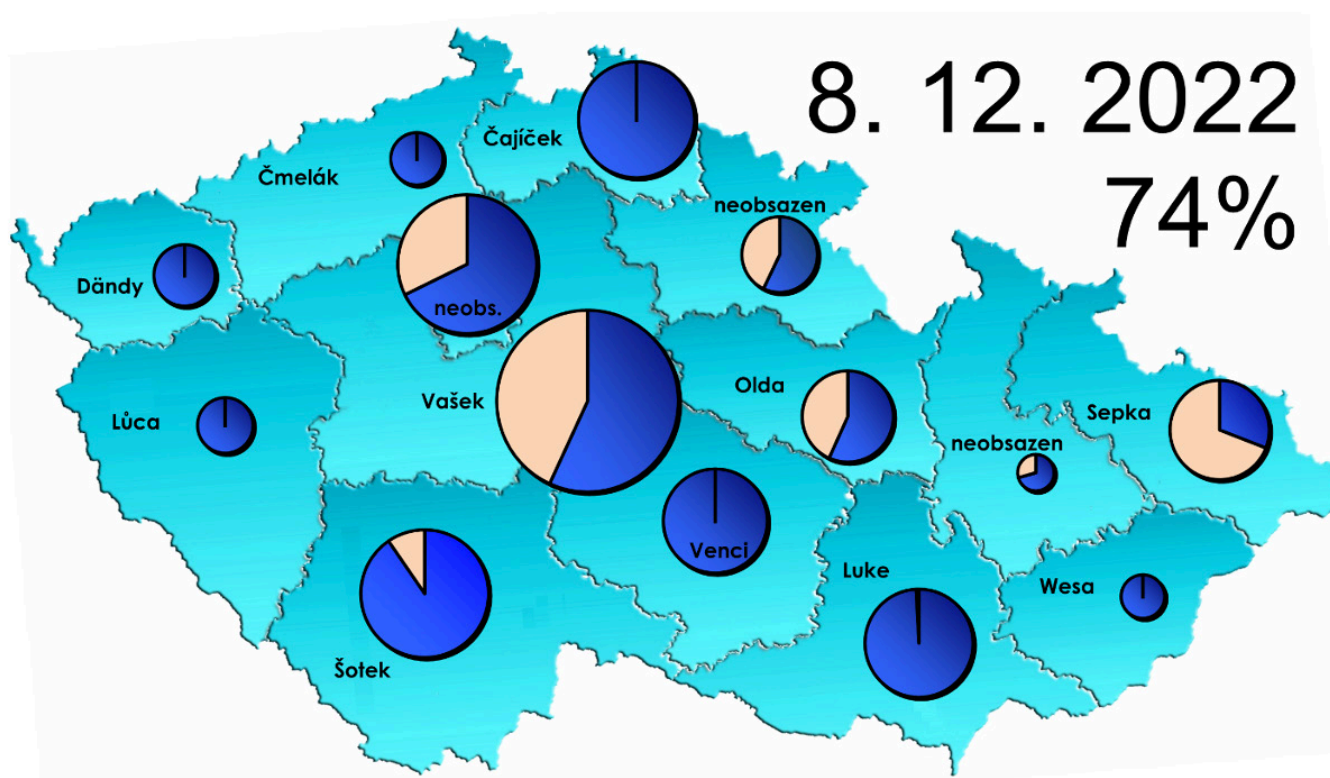 8. 12. 2022
74%
Čajíček
Čmelák
neobsazen
Dändy
neobs.
Olda
Vašek
Lůca
Sepka
neobsazen
Venci
Luke
Wesa
Šotek